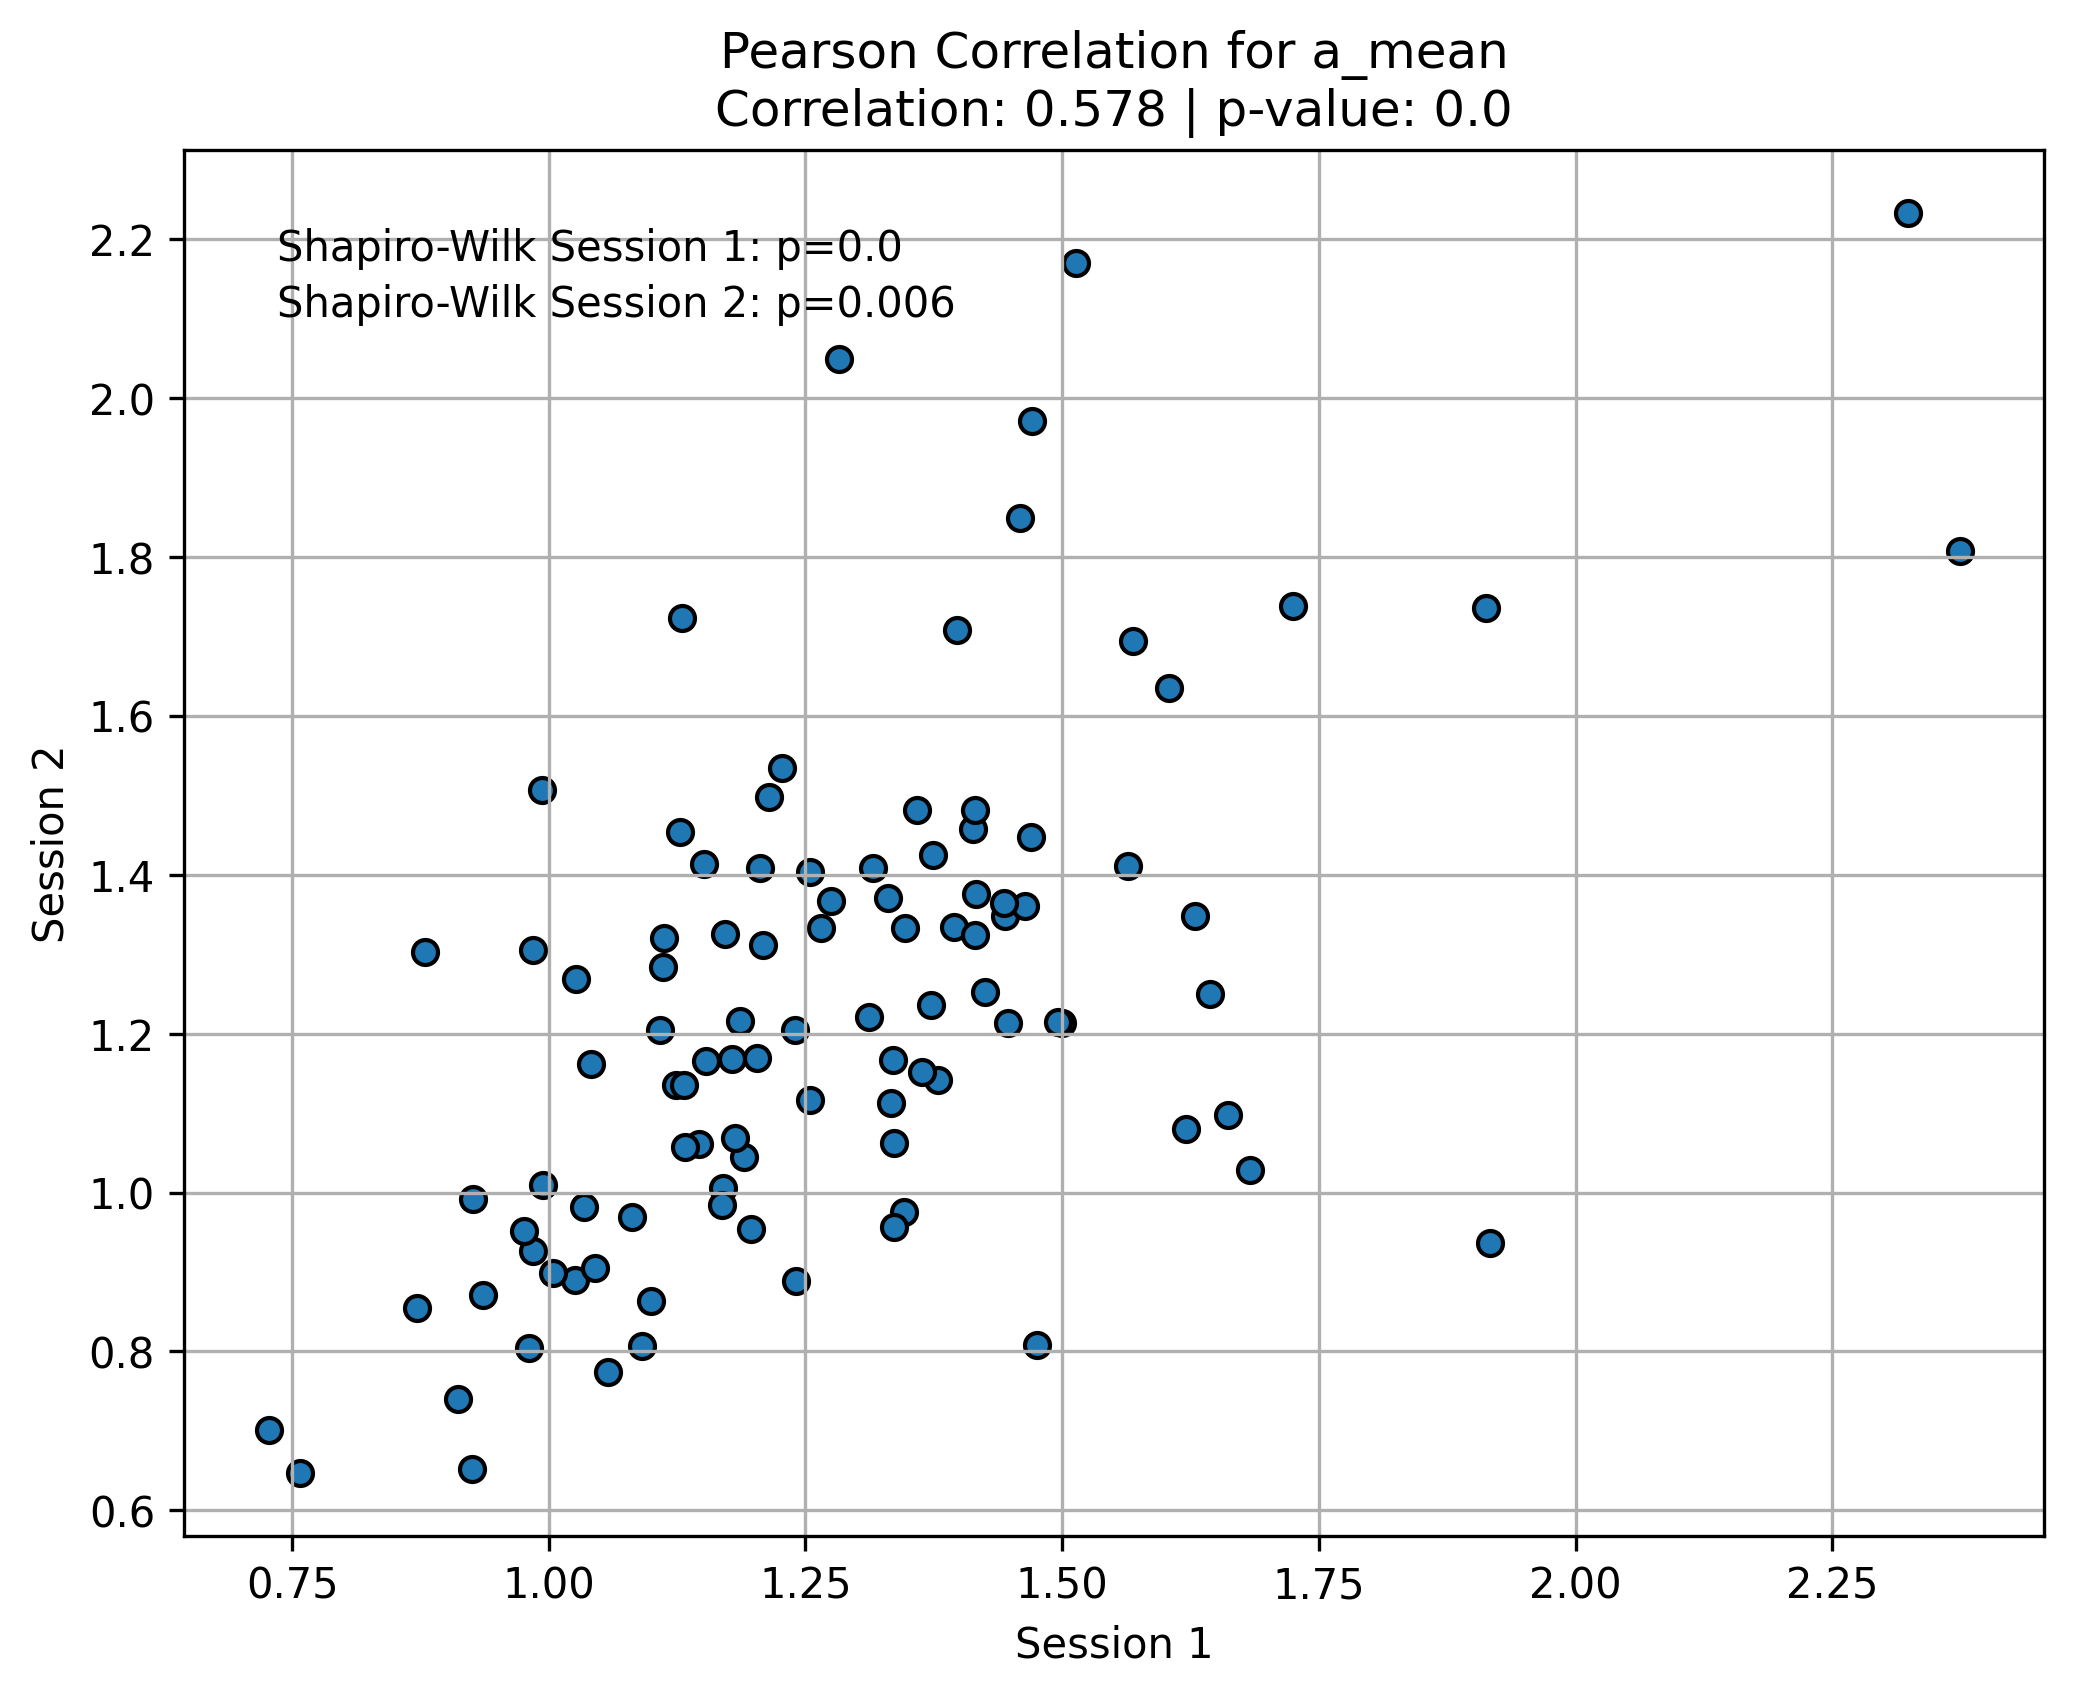 Pearson Correlation for a_mean
Correlation: 0.578 | p-value: 0.0
Shapiro-Wilk Session 1: p=0.0
Shapiro-Wilk Session 2: p=0.006
2.2
2.0
1.8
1.6
1.4
1.2
1.0
0.8
0.6
Session 2
0.75 1.00 1.25 1.50 1.75 2.00 2.25
Session 1